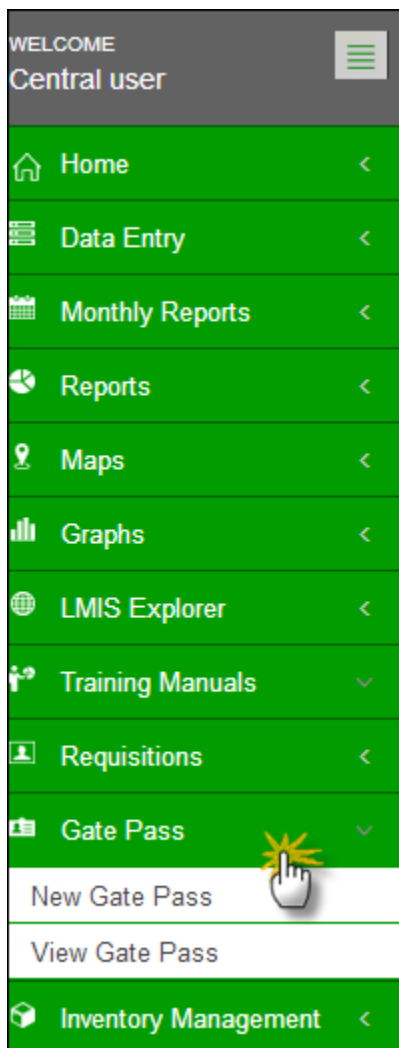 WELCOME
Central user
Home
Data Entry
Monthly Reports
Reports
Maps
Graphs
LMIS Explorer
Training Manuals
Requisitions
Gate Pass
New Gate Pass
View Gate Pass
Inventory Management